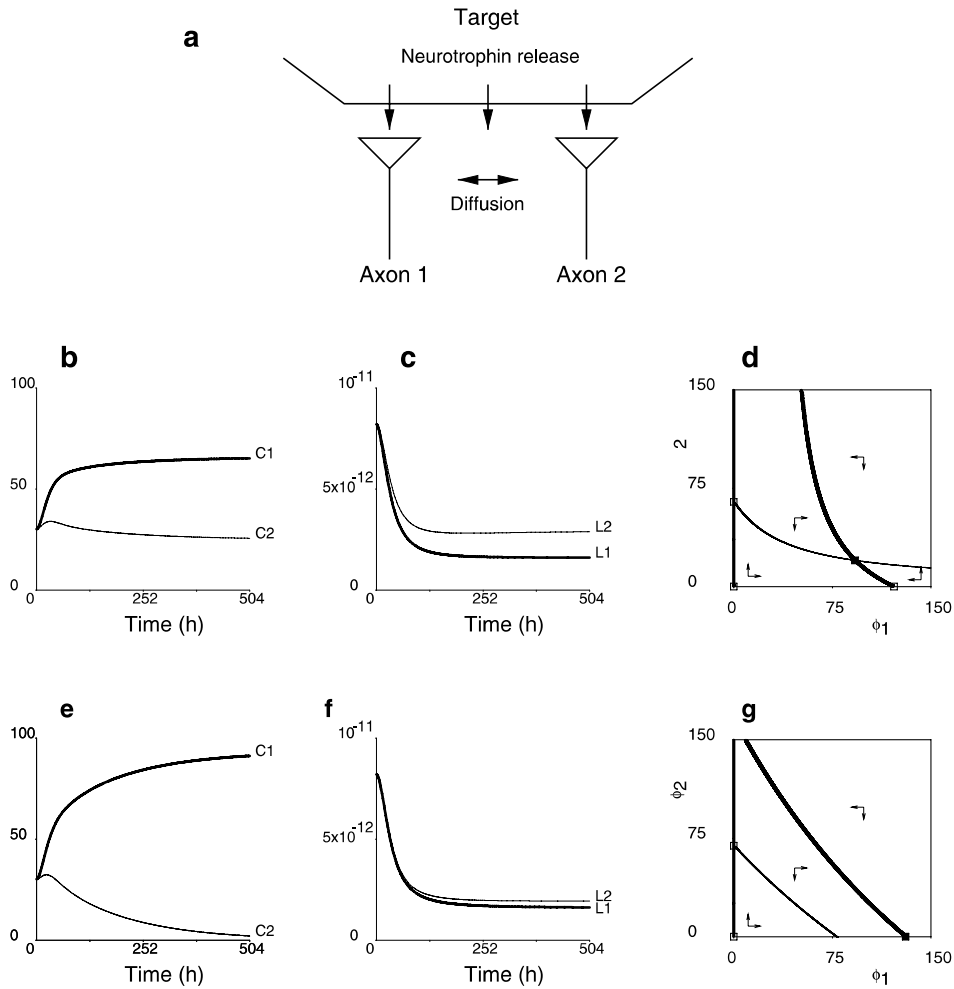 Target
a
Neurotrophin release
Diffusion
Axon 1 Axon 2
b c d
100 10-11 150
C1
2
50 5x10-12 75
C2 L2
L1
0 0 0
0 252 504 0 252 504 0 75 150
Time (h) Time (h) ϕ1
e f g
100 10-11 150
C1
ϕ2
50 5x10-12 75
L2
L1
C2
0 0 0
0 252 504 0 252 504 0 75 150
Time (h) Time (h) ϕ1